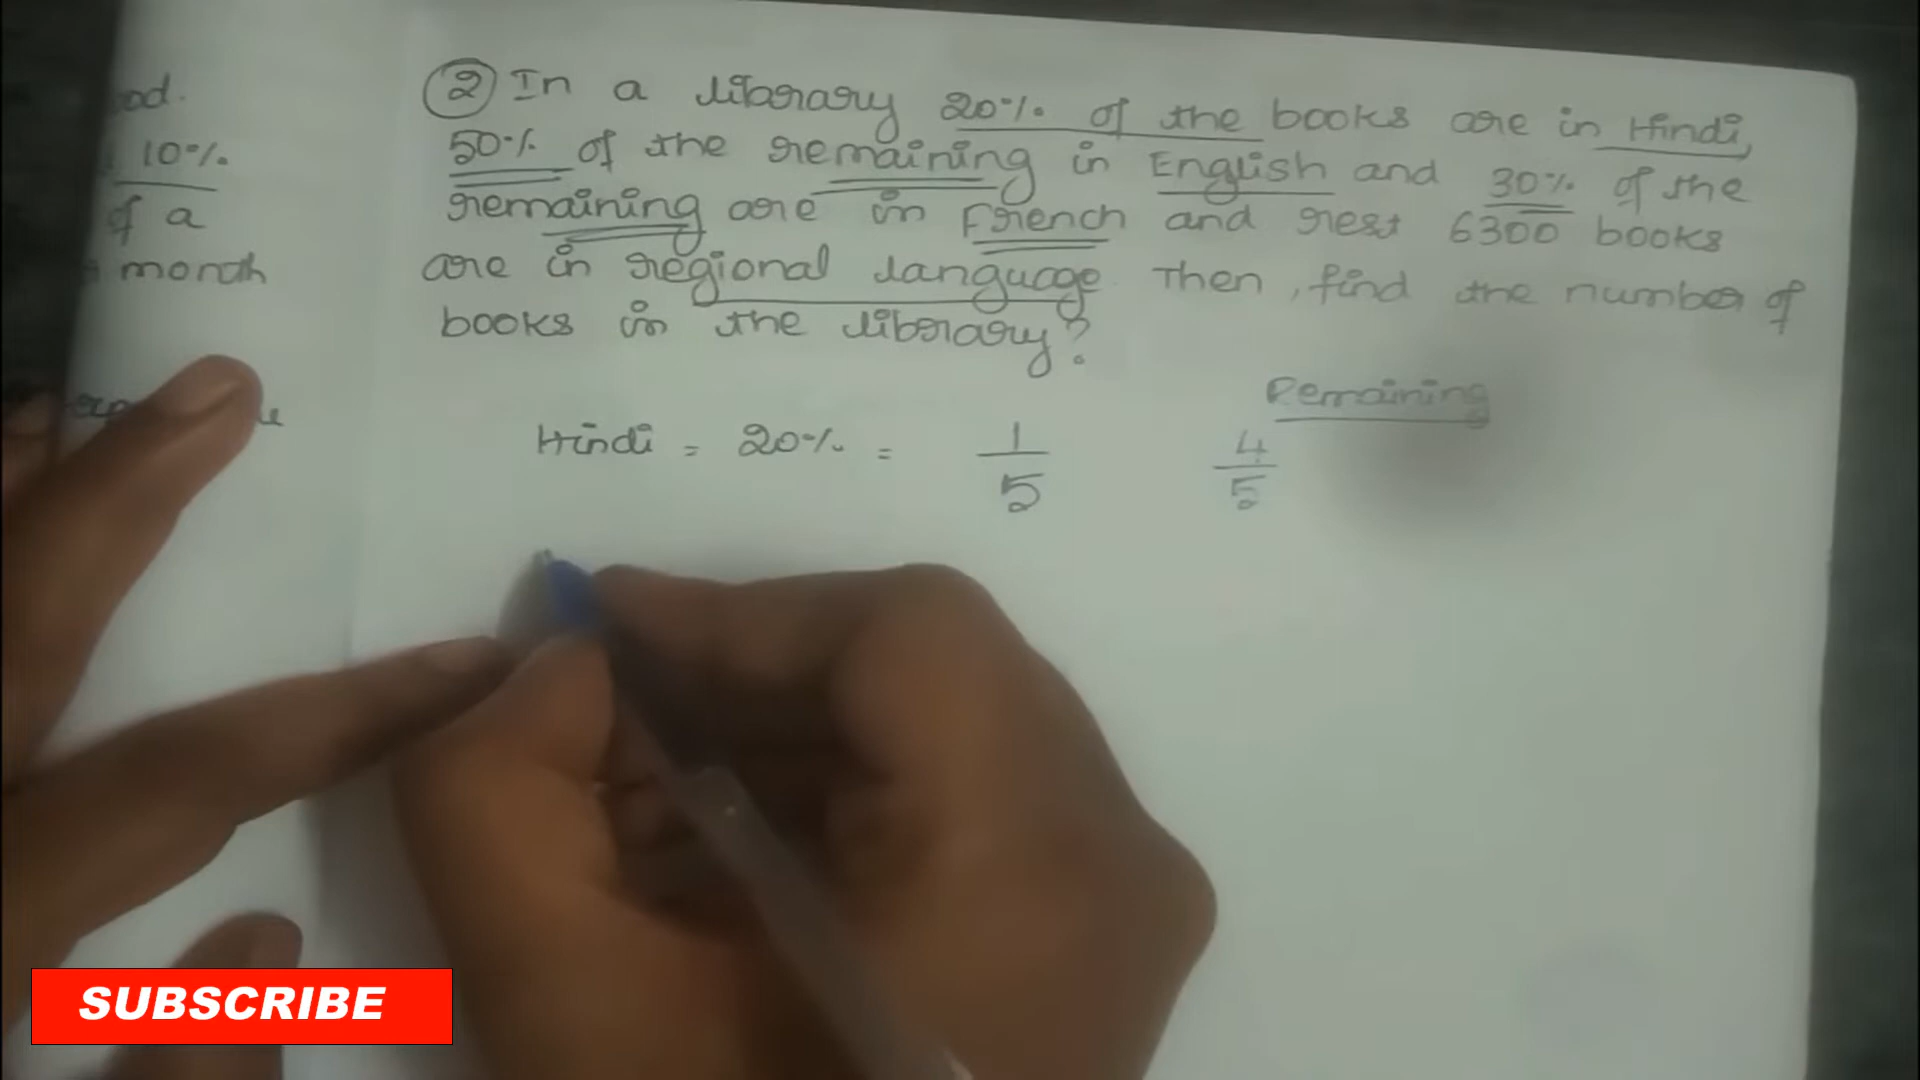 od.
10%
of a
month
② In a library 20% of the books are in Hindi,
50% of the remaining in English and 30% of the
remaining are in French and rest 6300 books
are in regional language Then, find the number of
books in the library?
Remaining
Hindi = 20% = 1/5 4/5
SUBSCRIBE